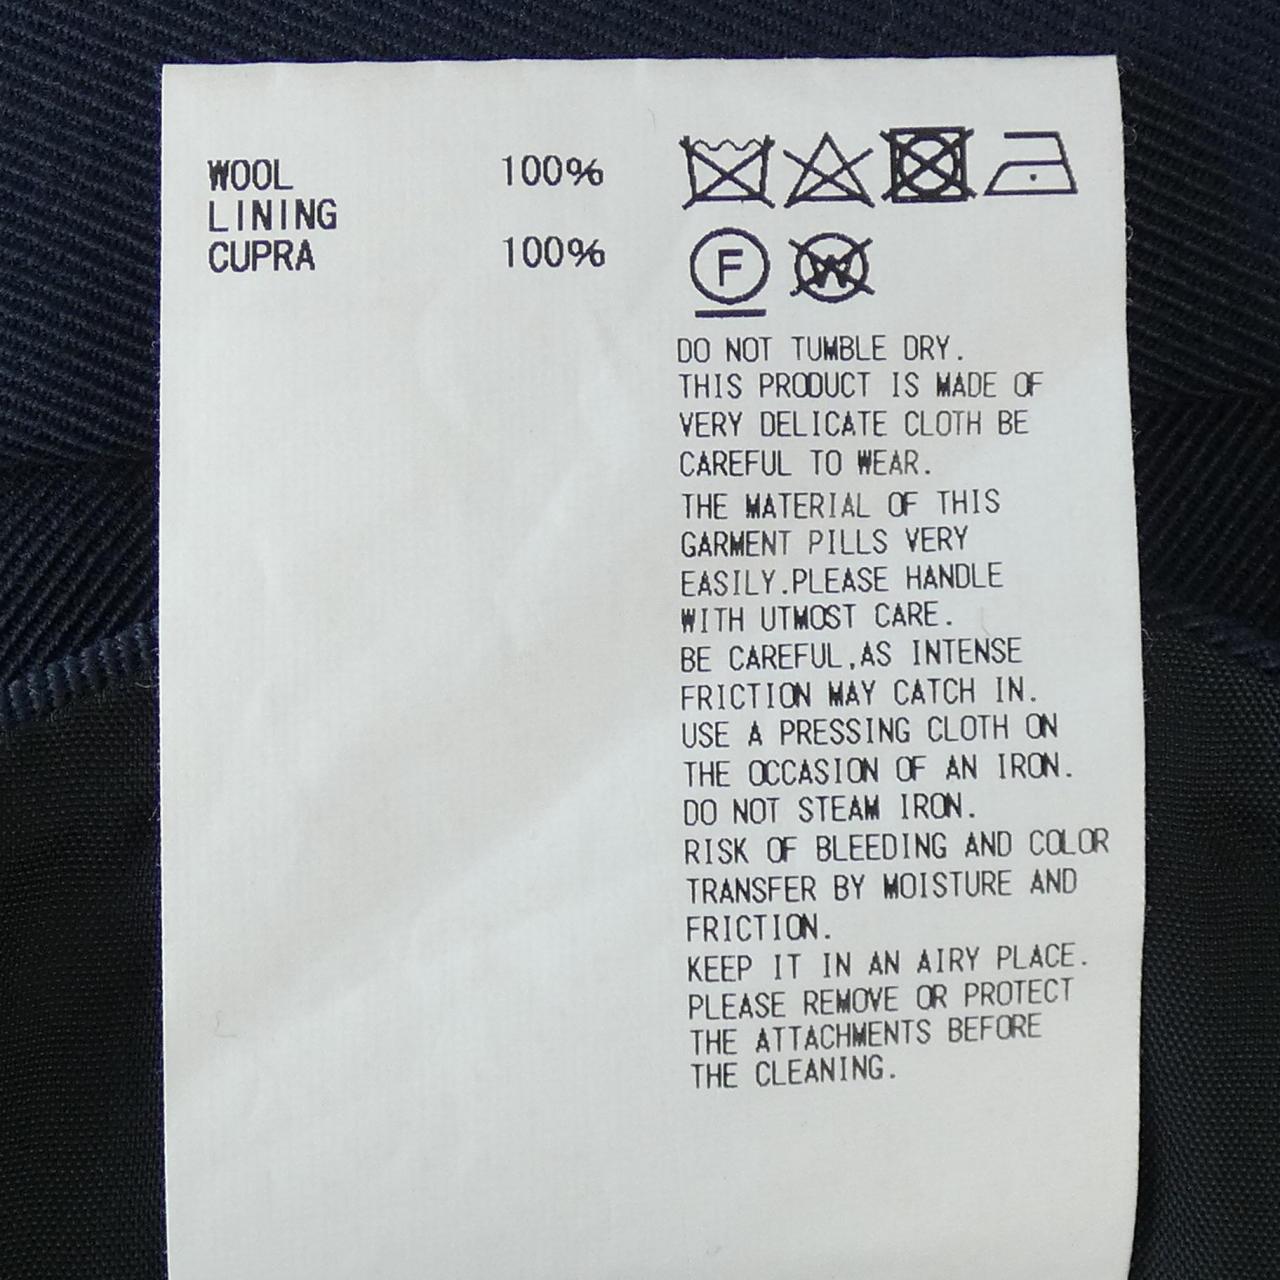 WOOL 100%
LINING
CUPRA 100%
F W
DO NOT TUMBLE DRY.
THIS PRODUCT IS MADE OF
VERY DELICATE CLOTH BE
CAREFUL TO WEAR.
THE MATERIAL OF THIS
GARMENT PILLS VERY
EASILY.PLEASE HANDLE
WITH UTMOST CARE.
BE CAREFUL,AS INTENSE
FRICTION MAY CATCH IN.
USE A PRESSING CLOTH ON
THE OCCASION OF AN IRON.
DO NOT STEAM IRON.
RISK OF BLEEDING AND COLOR
TRANSFER BY MOISTURE AND
FRICTION.
KEEP IT IN AN AIRY PLACE.
PLEASE REMOVE OR PROTECT
THE ATTACHMENTS BEFORE
THE CLEANING.